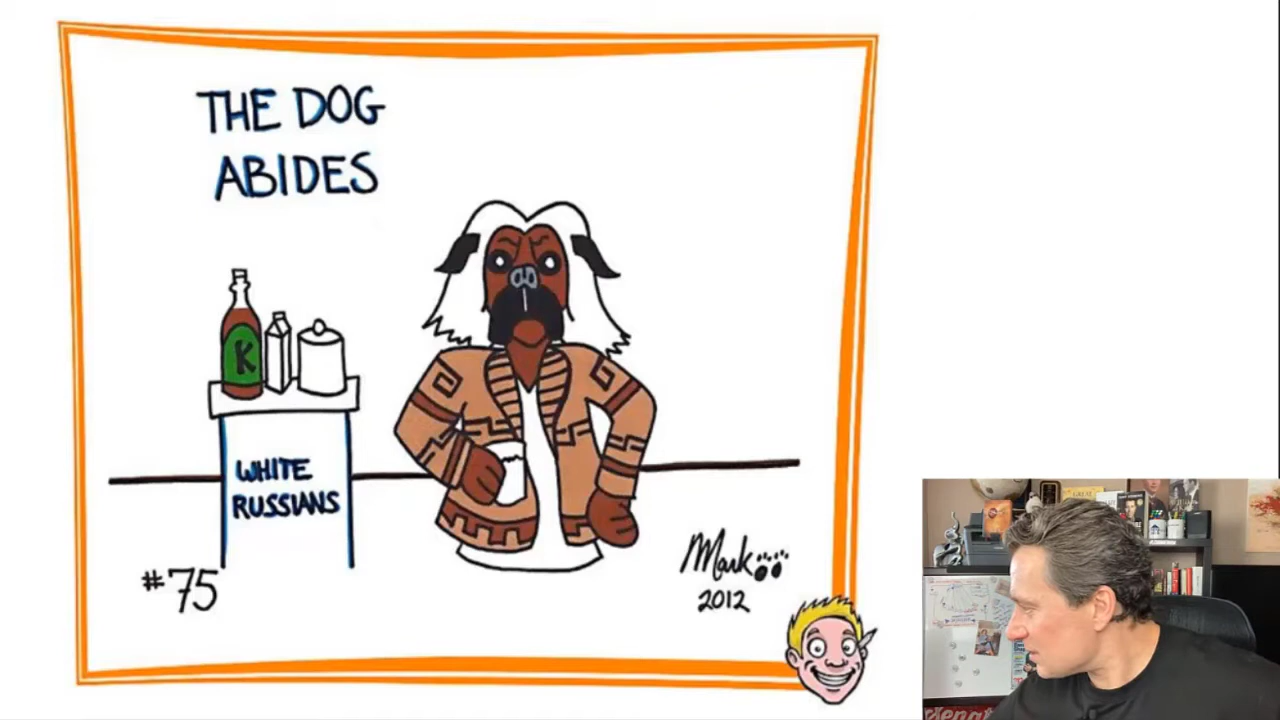 THE DOG
ABIDES
K
WHITE
RUSSIANS
#75
Mark
2012